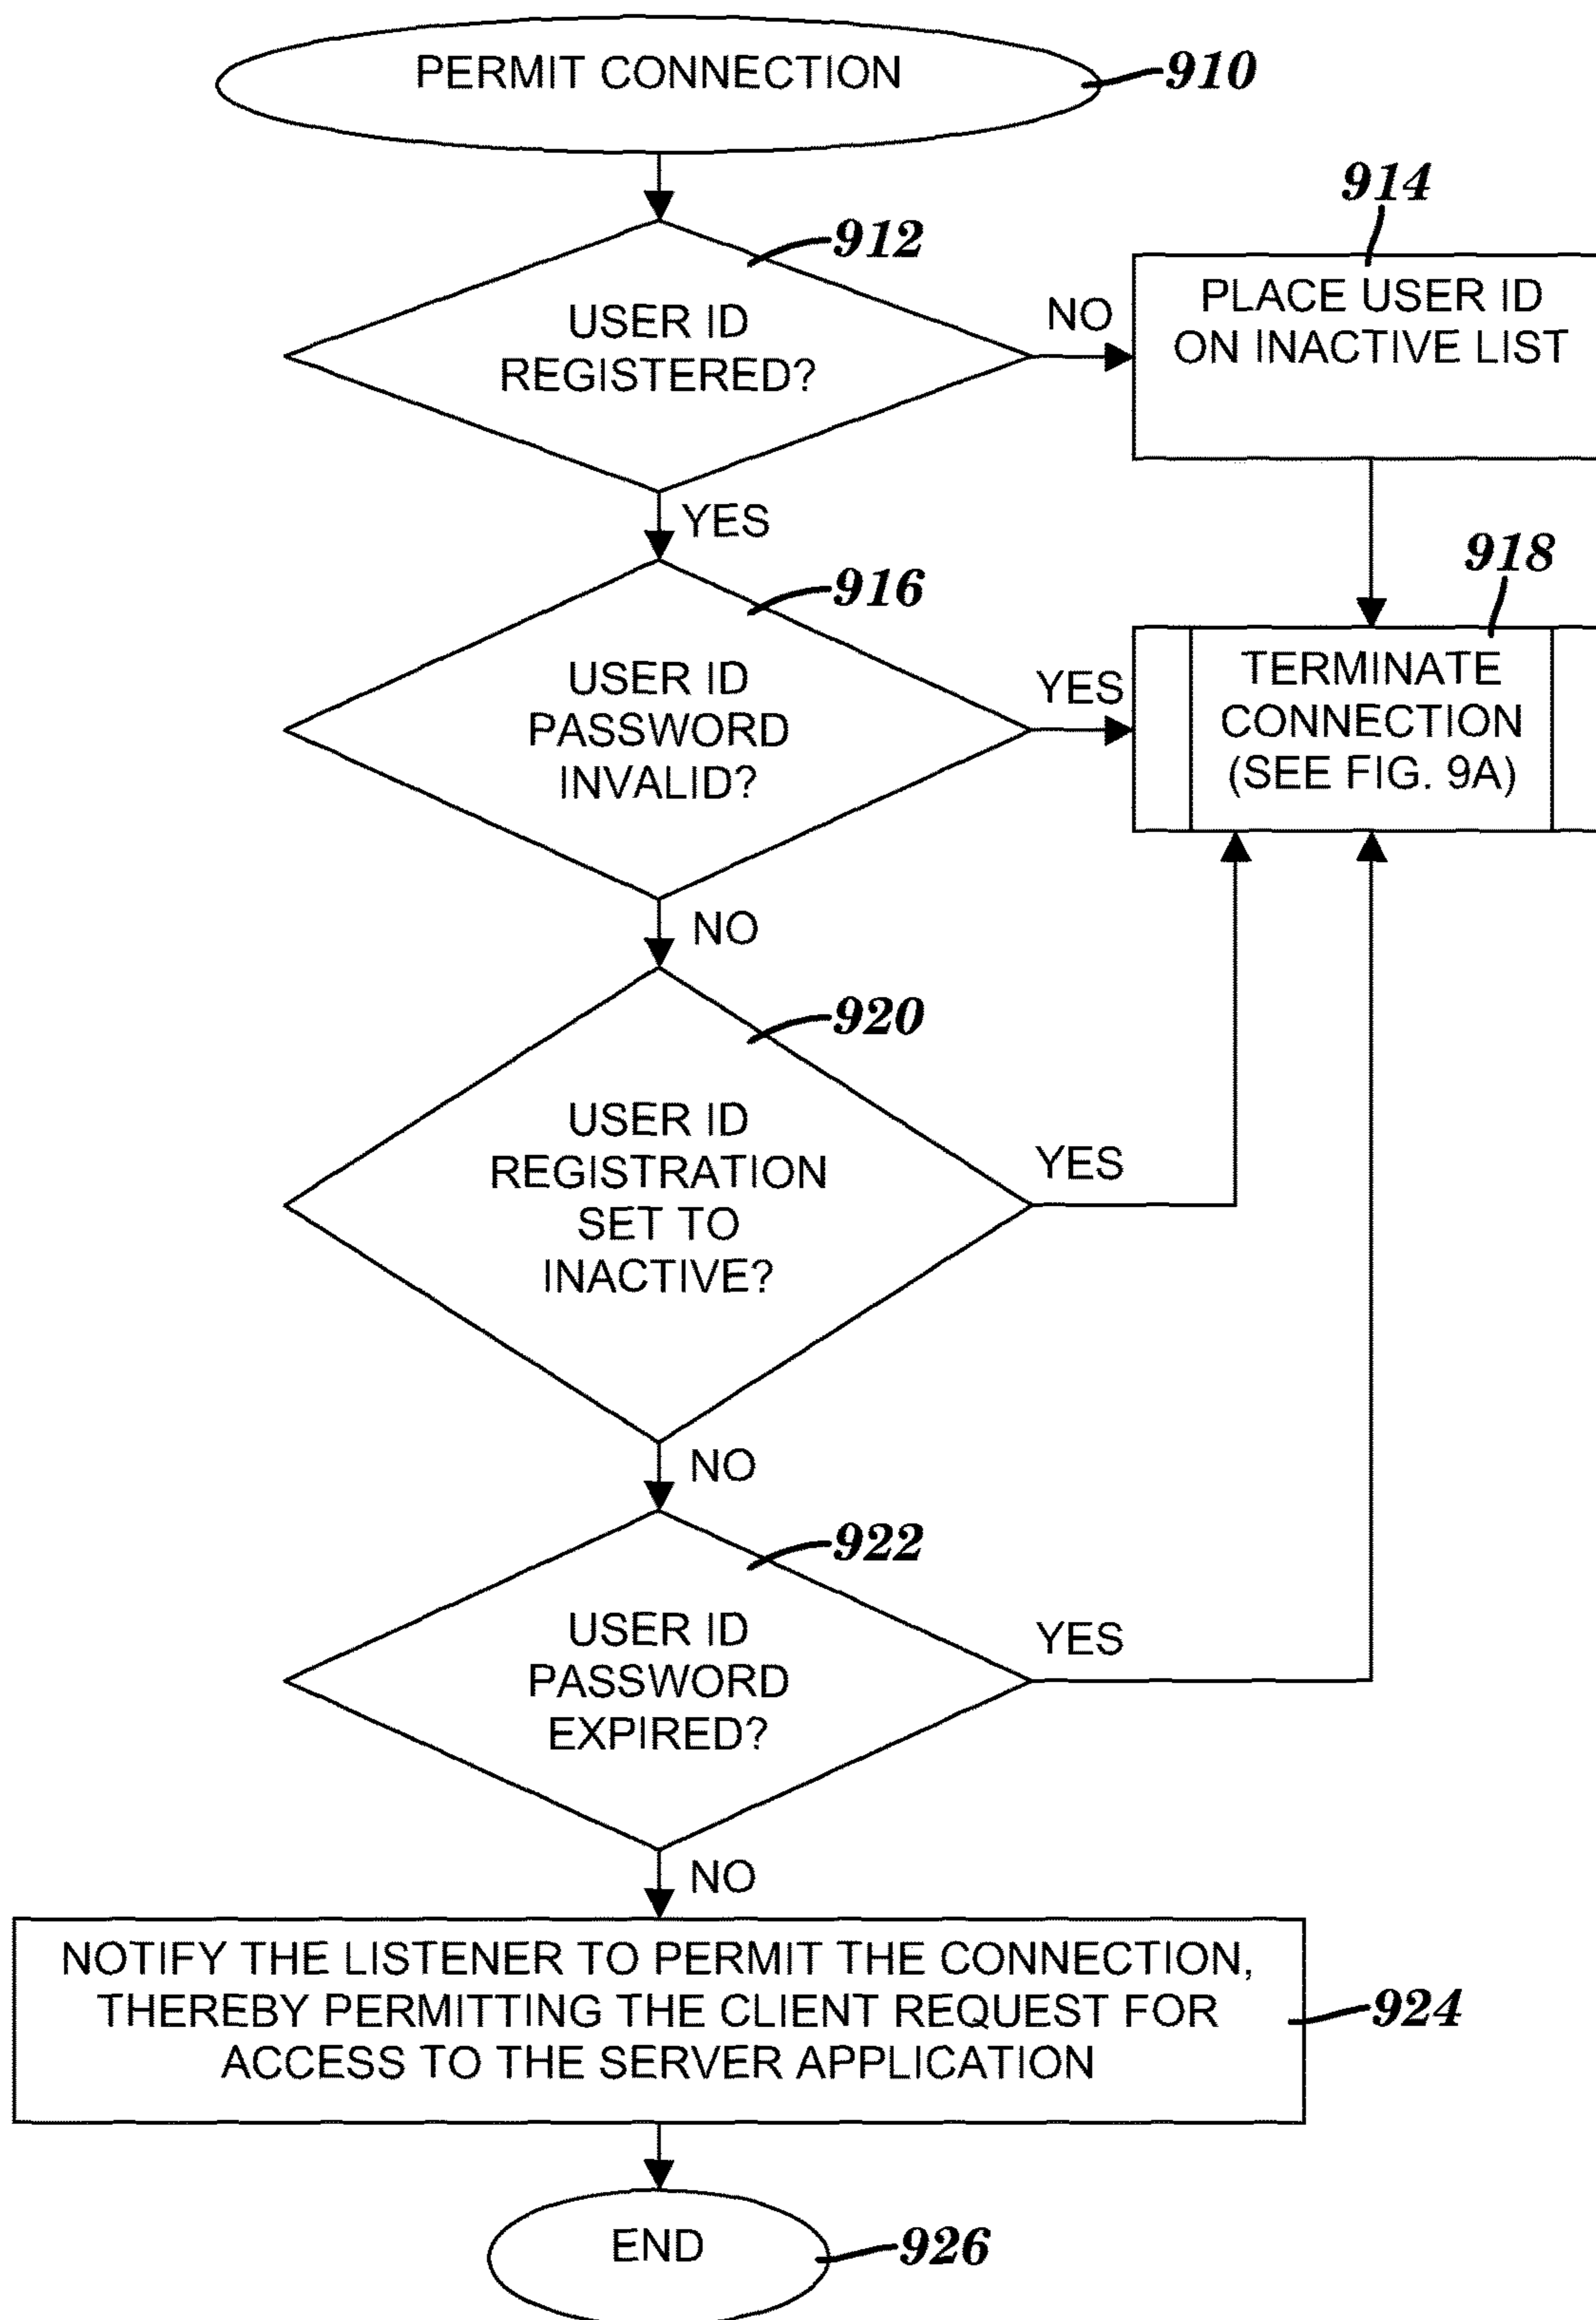 PERMIT CONNECTION
910
912
USER ID
REGISTERED?
NO
914
PLACE USER ID
ON INACTIVE LIST
YES
916
USER ID
PASSWORD
INVALID?
YES
918
TERMINATE
CONNECTION
(SEE FIG. 9A)
NO
920
USER ID
REGISTRATION
SET TO
INACTIVE?
YES
NO
922
USER ID
PASSWORD
EXPIRED?
YES
NO
NOTIFY THE LISTENER TO PERMIT THE CONNECTION,
THEREBY PERMITTING THE CLIENT REQUEST FOR
ACCESS TO THE SERVER APPLICATION
924
END
926